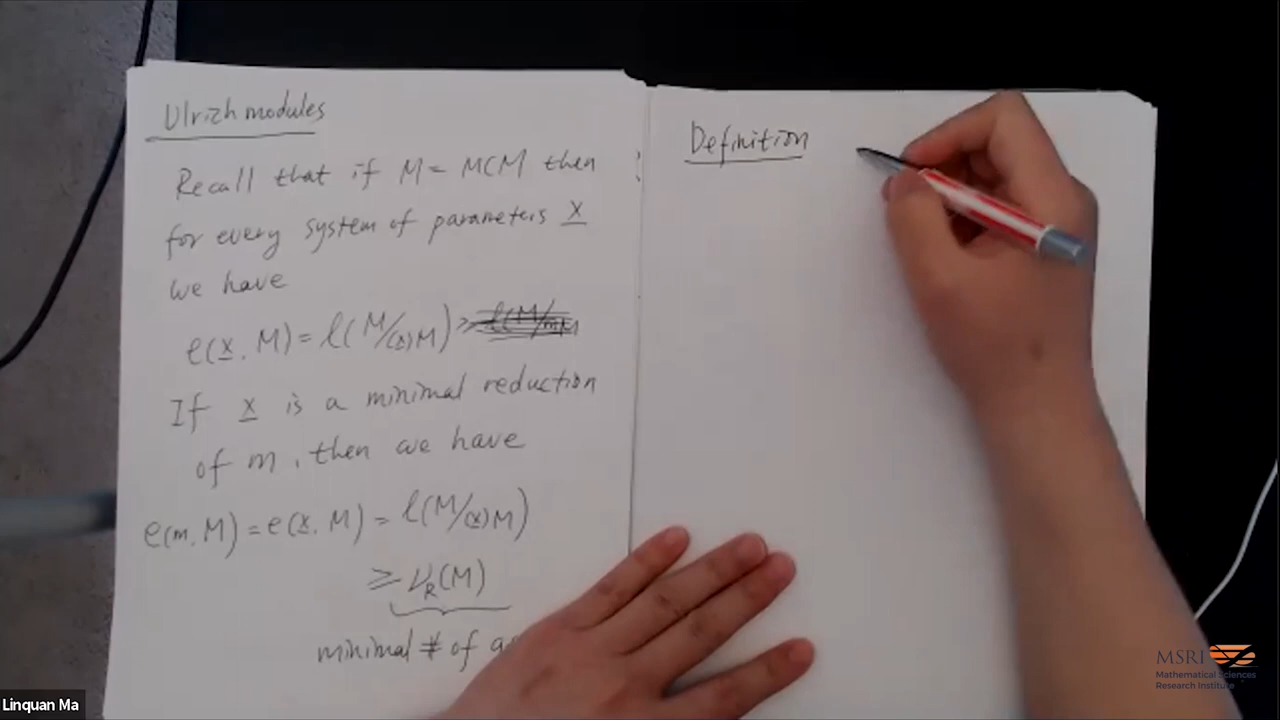 Ulrich modules
Recall that if M = MCM then
for every system of parameters x
we have
e(x, M) = l(M/(x)M) ≥
If x is a minimal reduction
of m, then we have
e(m, M) = e(x, M) = l(M/(x)M)
≥ ν_R(M)
minimal # of
Definition
MSRI
Mathematical Sciences
Research Institute
Linquan Ma